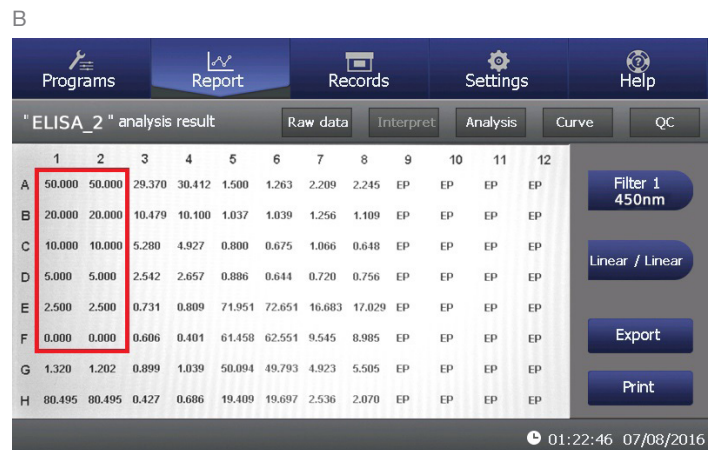 B
Programs Report Records Settings Help
"ELISA_2" analysis result Raw data Interpret Analysis Curve QC
1 2 3 4 5 6 7 8 9 10 11 12
A 50.000 50.000 29.370 30.412 1.500 1.263 2.209 2.245 EP EP EP EP
Filter 1
450nm
B 20.000 20.000 10.479 10.100 1.037 1.039 1.256 1.109 EP EP EP EP
C 10.000 10.000 5.280 4.927 0.800 0.675 1.066 0.648 EP EP EP EP
Linear / Linear
D 5.000 5.000 2.542 2.657 0.886 0.644 0.720 0.756 EP EP EP EP
E 2.500 2.500 0.731 0.809 71.951 72.651 16.683 17.029 EP EP EP EP
F 0.000 0.000 0.606 0.401 61.458 62.551 9.545 8.985 EP EP EP EP
Export
G 1.320 1.202 0.899 1.039 50.094 49.793 4.923 5.505 EP EP EP EP
Print
H 80.495 80.495 0.427 0.686 19.409 19.697 2.536 2.070 EP EP EP EP
01:22:46 07/08/2016